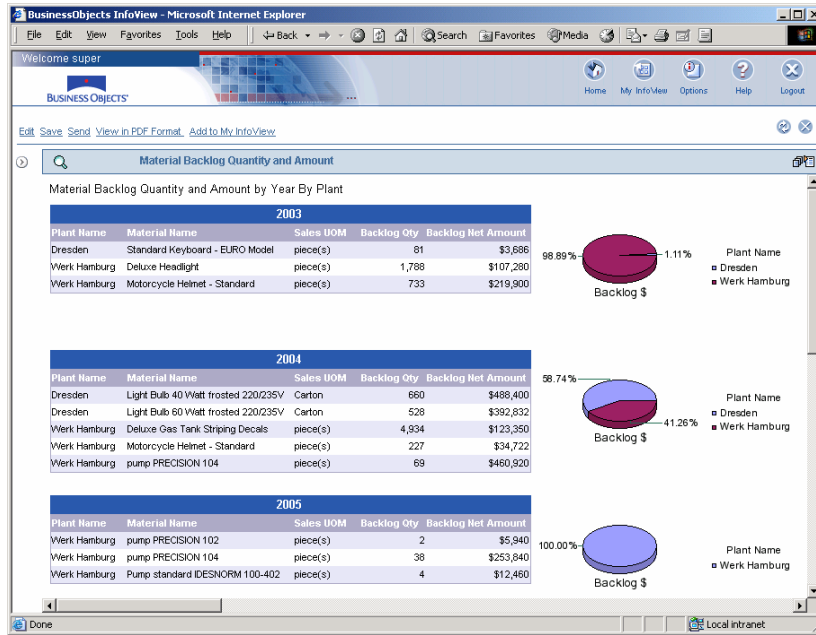 BusinessObjects InfoView - Microsoft Internet Explorer
File Edit View Favorites Tools Help Back Search Favorites Media
Welcome super
BUSINESS OBJECTS'
Home My InfoView Options Help Logout
Edit Save Send View in PDF Format Add to My InfoView
Material Backlog Quantity and Amount
Material Backlog Quantity and Amount by Year By Plant
2003
Plant Name Material Name Sales UOM Backlog Qty Backlog Net Amount
Dresden Standard Keyboard - EURO Model piece(s) 81 $3,686
Werk Hamburg Deluxe Headlight piece(s) 1,788 $107,280
Werk Hamburg Motorcycle Helmet - Standard piece(s) 733 $219,900
98.89% 1.11%
Backlog $
Plant Name
Dresden
Werk Hamburg
2004
Plant Name Material Name Sales UOM Backlog Qty Backlog Net Amount
Dresden Light Bulb 40 Watt frosted 220/235V Carton 660 $488,400
Dresden Light Bulb 60 Watt frosted 220/235V Carton 528 $392,832
Werk Hamburg Deluxe Gas Tank Striping Decals piece(s) 4,934 $123,350
Werk Hamburg Motorcycle Helmet - Standard piece(s) 227 $34,722
Werk Hamburg pump PRECISION 104 piece(s) 69 $460,920
58.74%
41.26%
Backlog $
Plant Name
Dresden
Werk Hamburg
2005
Plant Name Material Name Sales UOM Backlog Qty Backlog Net Amount
Werk Hamburg pump PRECISION 102 piece(s) 2 $5,940
Werk Hamburg pump PRECISION 104 piece(s) 38 $253,840
Werk Hamburg Pump standard IDESNORM 100-402 piece(s) 4 $12,460
100.00%
Backlog $
Plant Name
Werk Hamburg
Done Local intranet